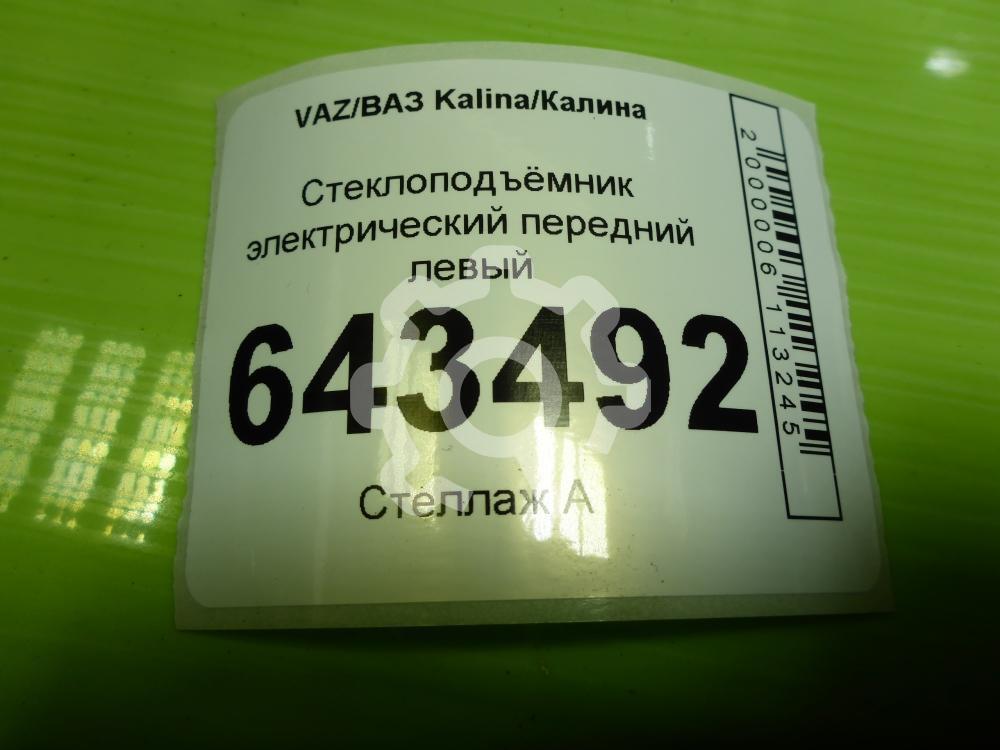 VAZ/ВАЗ Kalina/Калина
Стеклоподъёмник
электрический передний
левый
643492
Стеллаж А
2000006113245